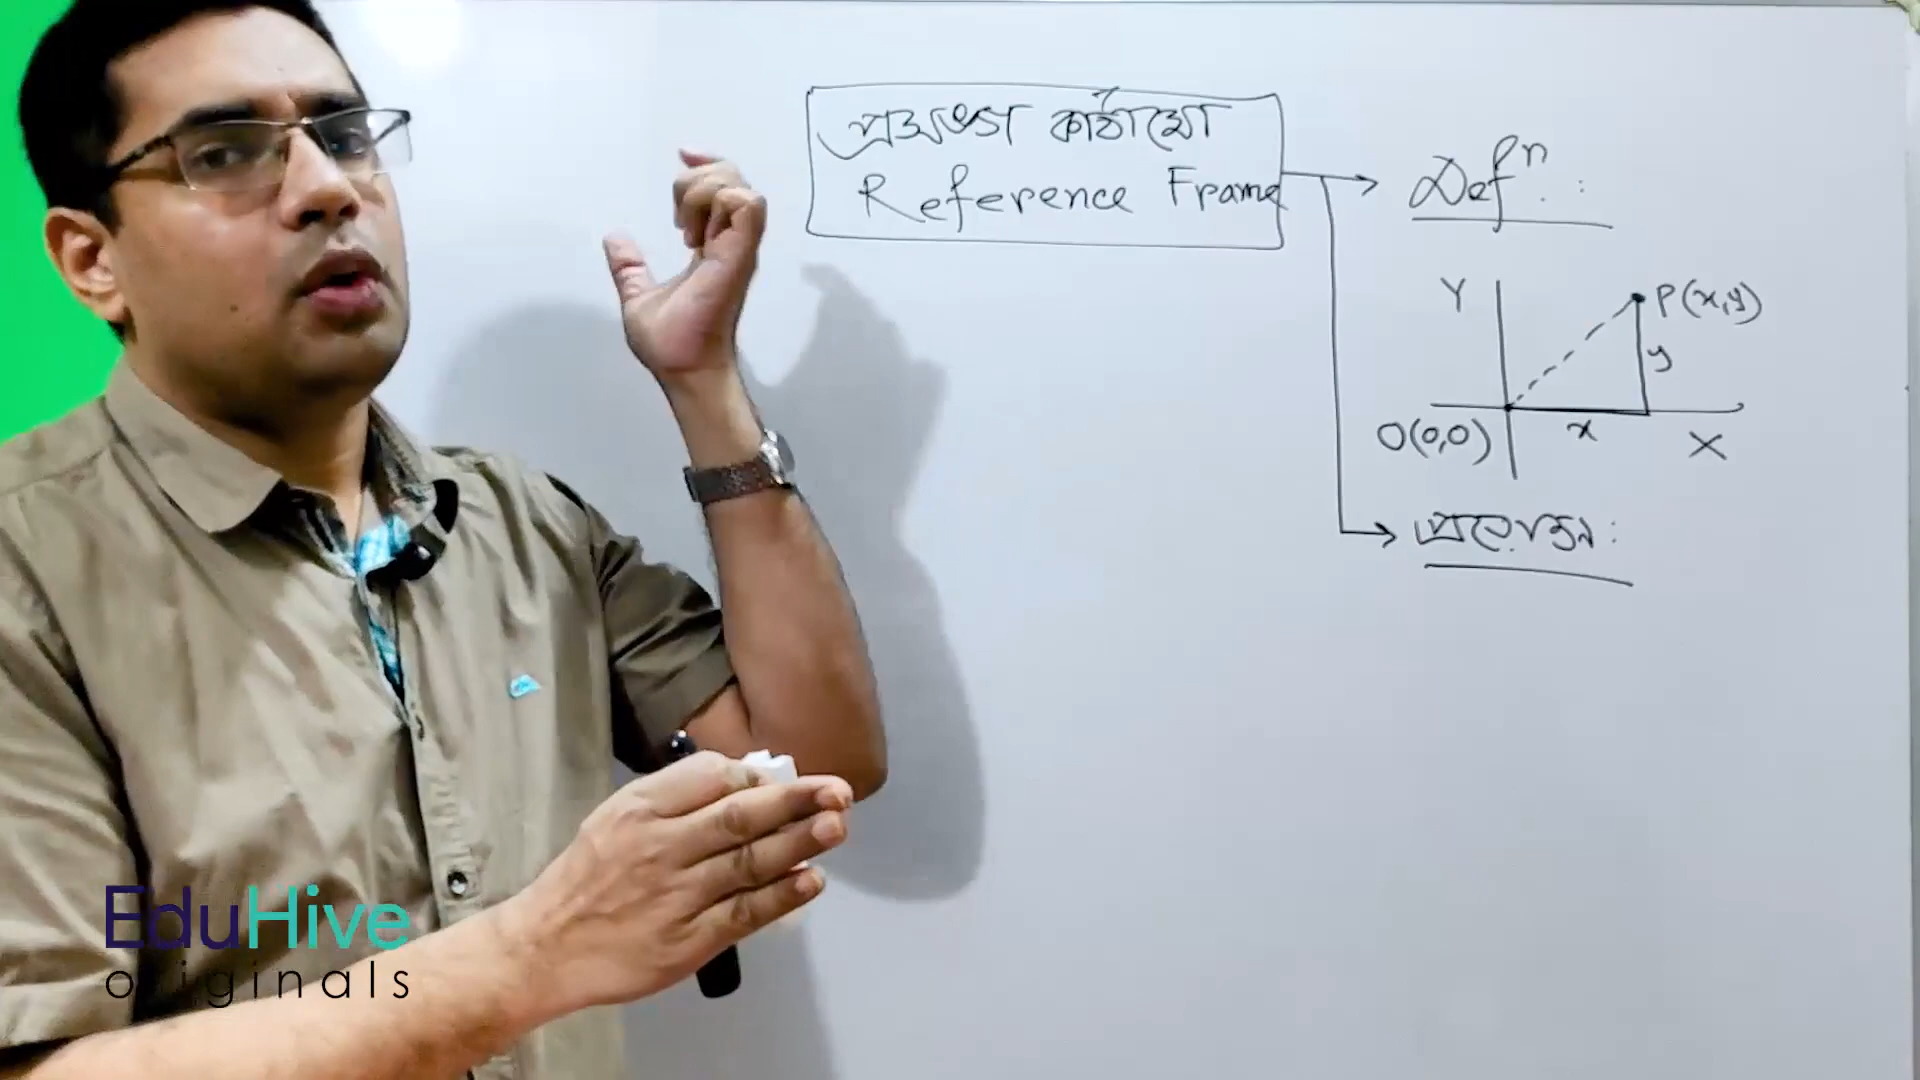 প্রসঙ্গ কাঠামো
Reference Frame
Defⁿ. :
Y
P(x,y)
y
O(0,0)
x
X
প্রয়োজন :
EduHive
originals